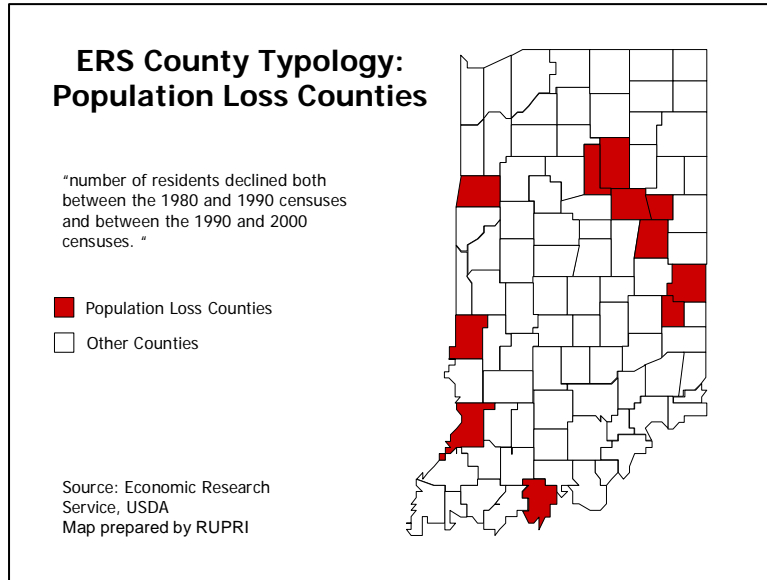 ERS County Typology:
Population Loss Counties
“number of residents declined both
between the 1980 and 1990 censuses
and between the 1990 and 2000
censuses. “
Population Loss Counties
Other Counties
Source: Economic Research
Service, USDA
Map prepared by RUPRI